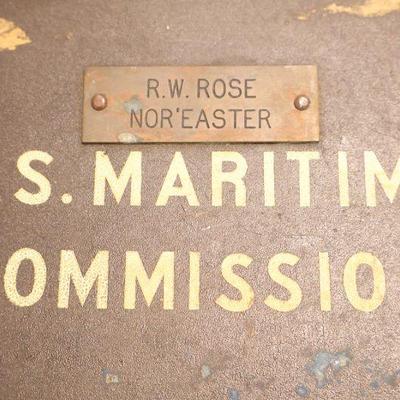 R.W. ROSE
NOR'EASTER
.S. MARITIM
OMMISSIO